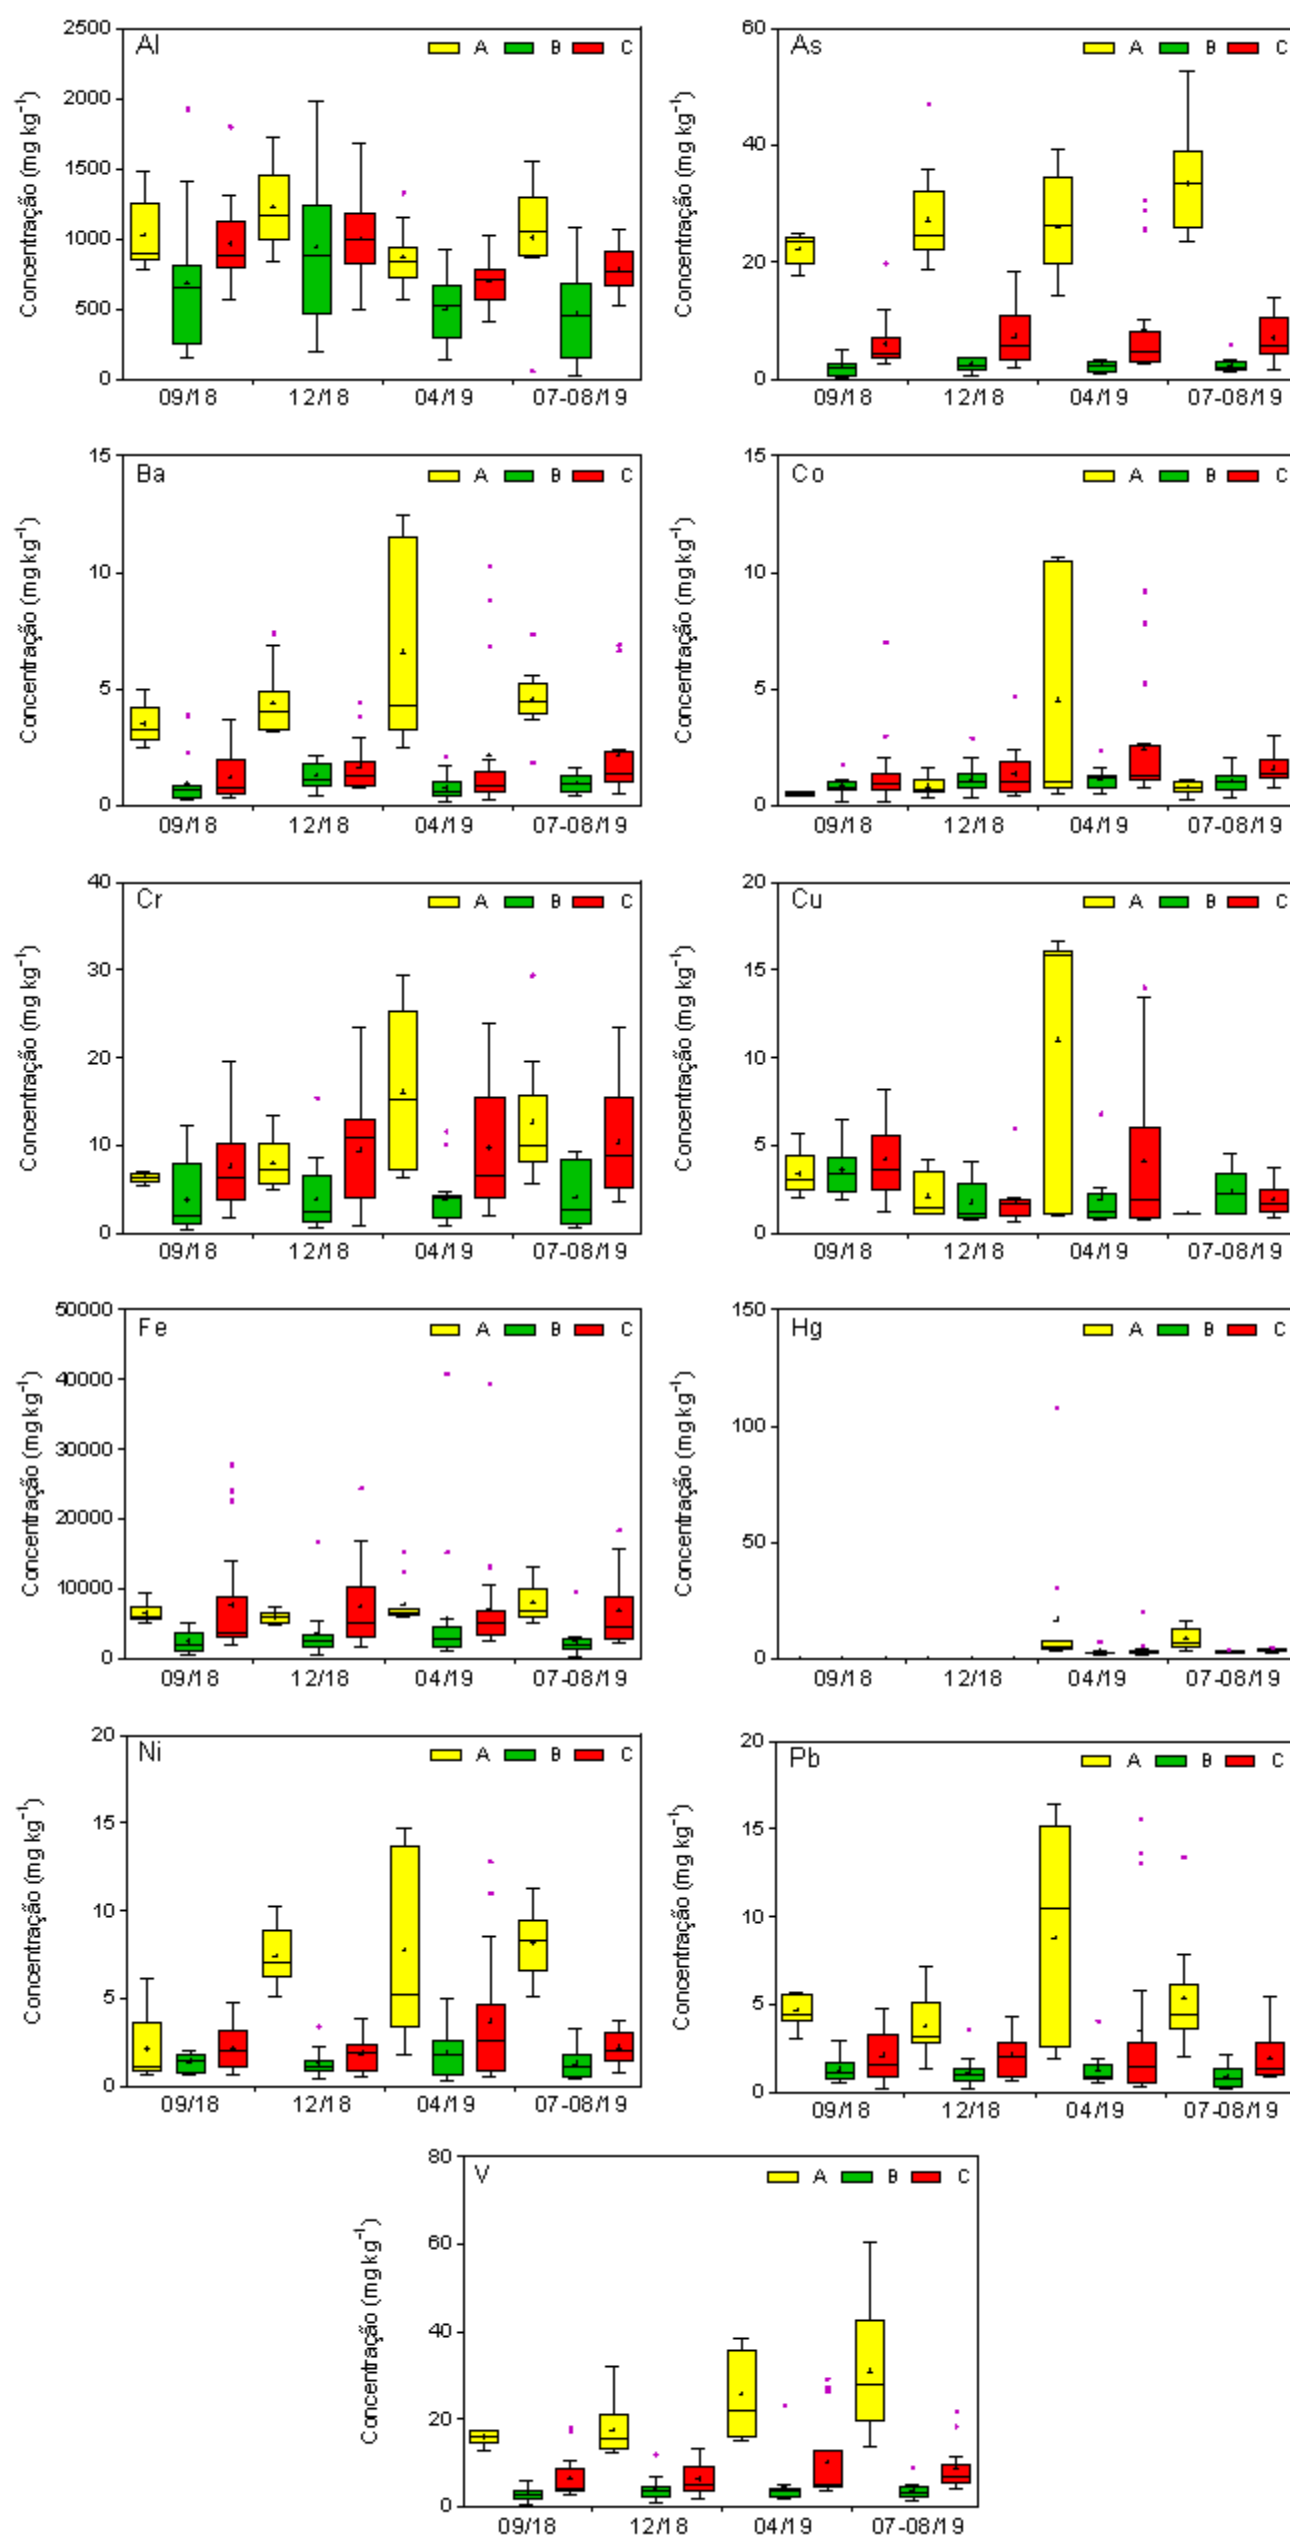 Al A B C
Concentração (mg kg⁻¹)
2500
2000
1500
1000
500
0
09/18 12/18 04/19 07-08/19
As A B C
Concentração (mg kg⁻¹)
60
40
20
0
09/18 12/18 04/19 07-08/19
Ba A B C
Concentração (mg kg⁻¹)
15
10
5
0
09/18 12/18 04/19 07-08/19
Co A B C
Concentração (mg kg⁻¹)
15
10
5
0
09/18 12/18 04/19 07-08/19
Cr A B C
Concentração (mg kg⁻¹)
40
30
20
10
0
09/18 12/18 04/19 07-08/19
Cu A B C
Concentração (mg kg⁻¹)
20
15
10
5
0
09/18 12/18 04/19 07-08/19
Fe A B C
Concentração (mg kg⁻¹)
50000
40000
30000
20000
10000
0
09/18 12/18 04/19 07-08/19
Hg A B C
Concentração (mg kg⁻¹)
150
100
50
0
09/18 12/18 04/19 07-08/19
Ni A B C
Concentração (mg kg⁻¹)
20
15
10
5
0
09/18 12/18 04/19 07-08/19
Pb A B C
Concentração (mg kg⁻¹)
20
15
10
5
0
09/18 12/18 04/19 07-08/19
V A B C
Concentração (mg kg⁻¹)
80
60
40
20
0
09/18 12/18 04/19 07-08/19